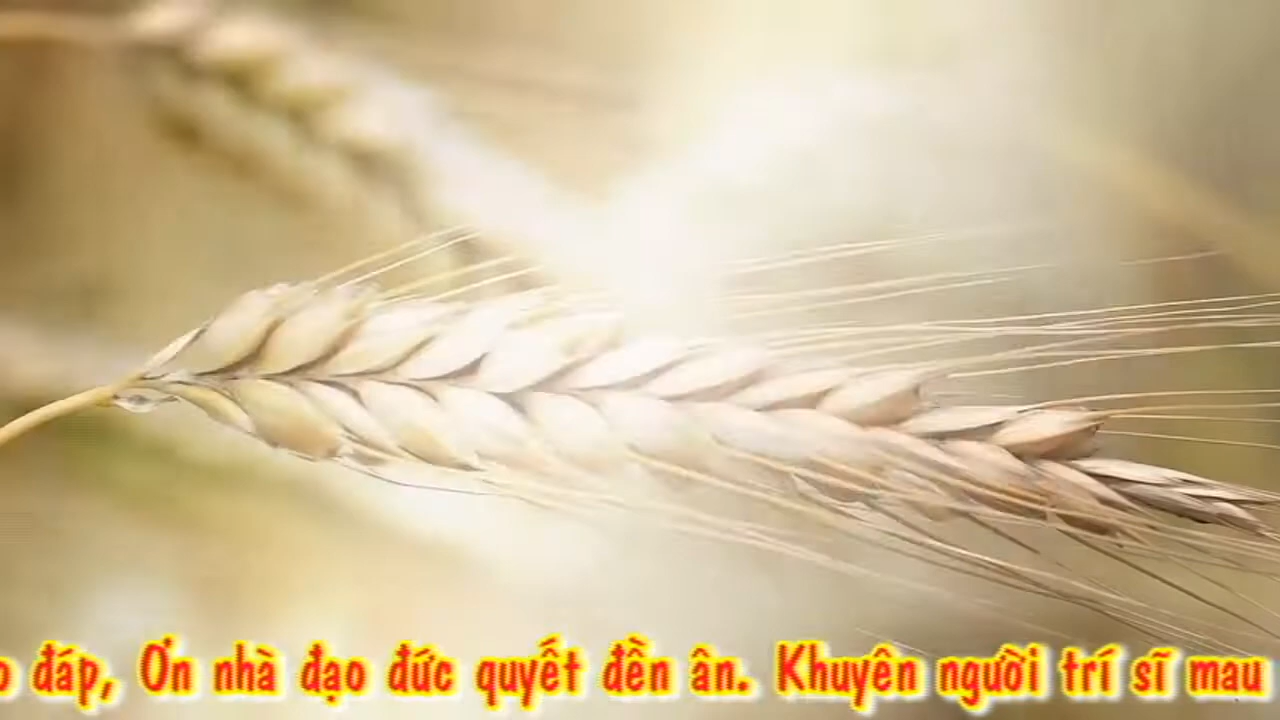 đáp, Ơn nhà đạo đức quyết đền ân. Khuyên người trí sĩ mau